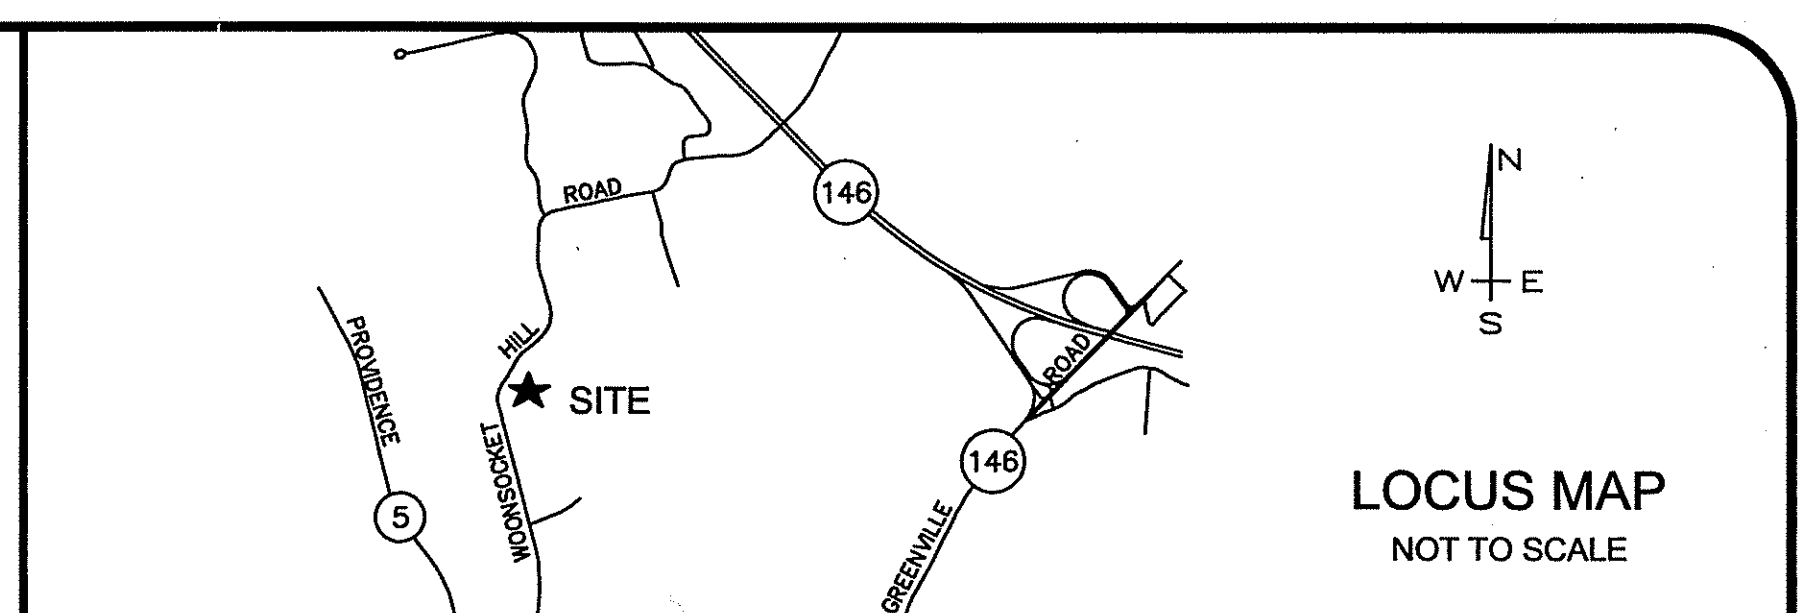 ROAD
146
N
W E
S
PROVIDENCE
HILL
ROAD
SITE
WOONSOCKET
146
5
GREENVILLE
LOCUS MAP
NOT TO SCALE